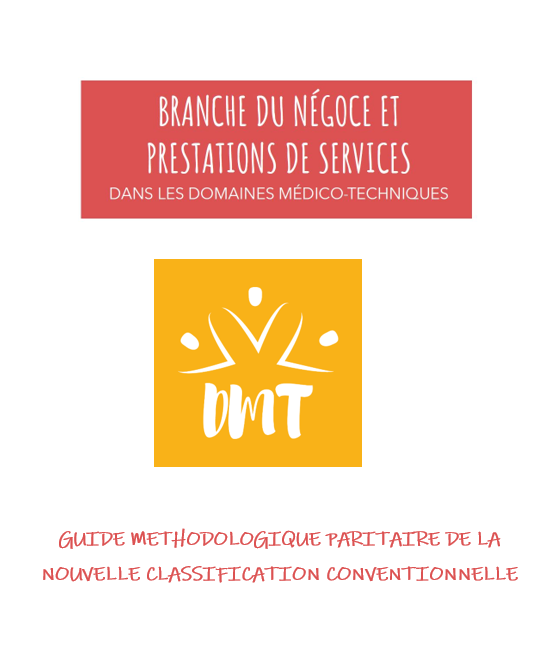 BRANCHE DU NÉGOCE ET
PRESTATIONS DE SERVICES
DANS LES DOMAINES MÉDICO-TECHNIQUES
DMT
GUIDE METHODOLOGIQUE PARITAIRE DE LA
NOUVELLE CLASSIFICATION CONVENTIONNELLE